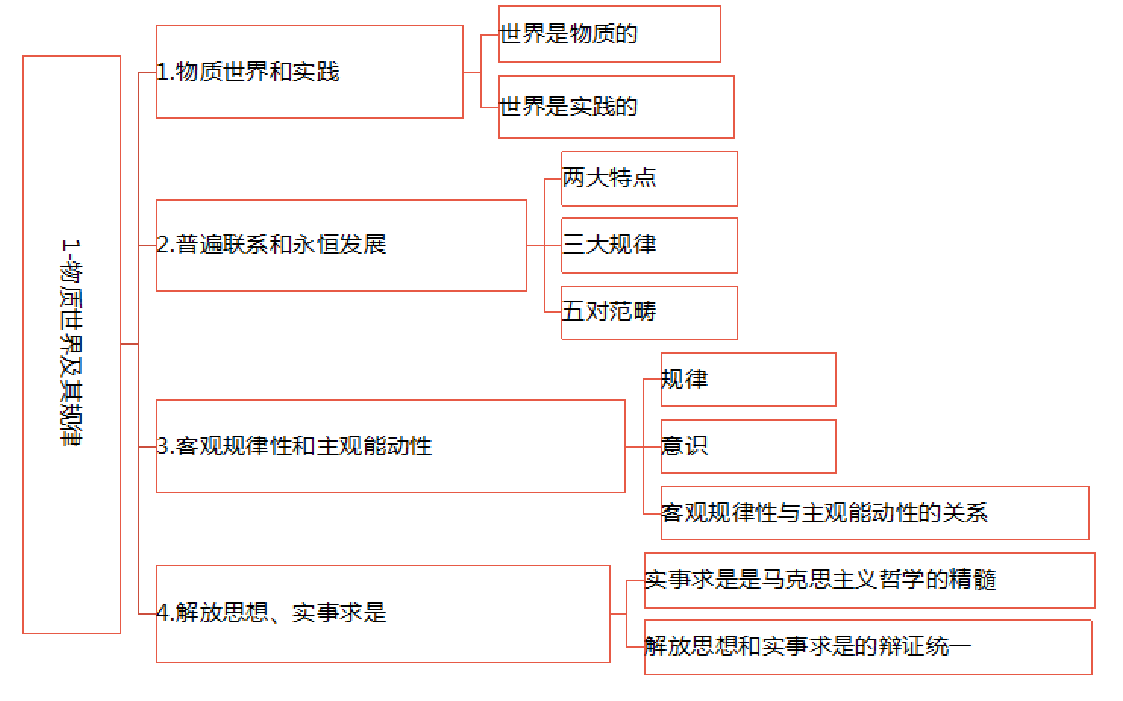 1-物质世界及其规律
1.物质世界和实践
世界是物质的
世界是实践的
2.普遍联系和永恒发展
两大特点
三大规律
五对范畴
3.客观规律性和主观能动性
规律
意识
客观规律性与主观能动性的关系
4.解放思想、实事求是
实事求是是马克思主义哲学的精髓
解放思想和实事求是的辩证统一